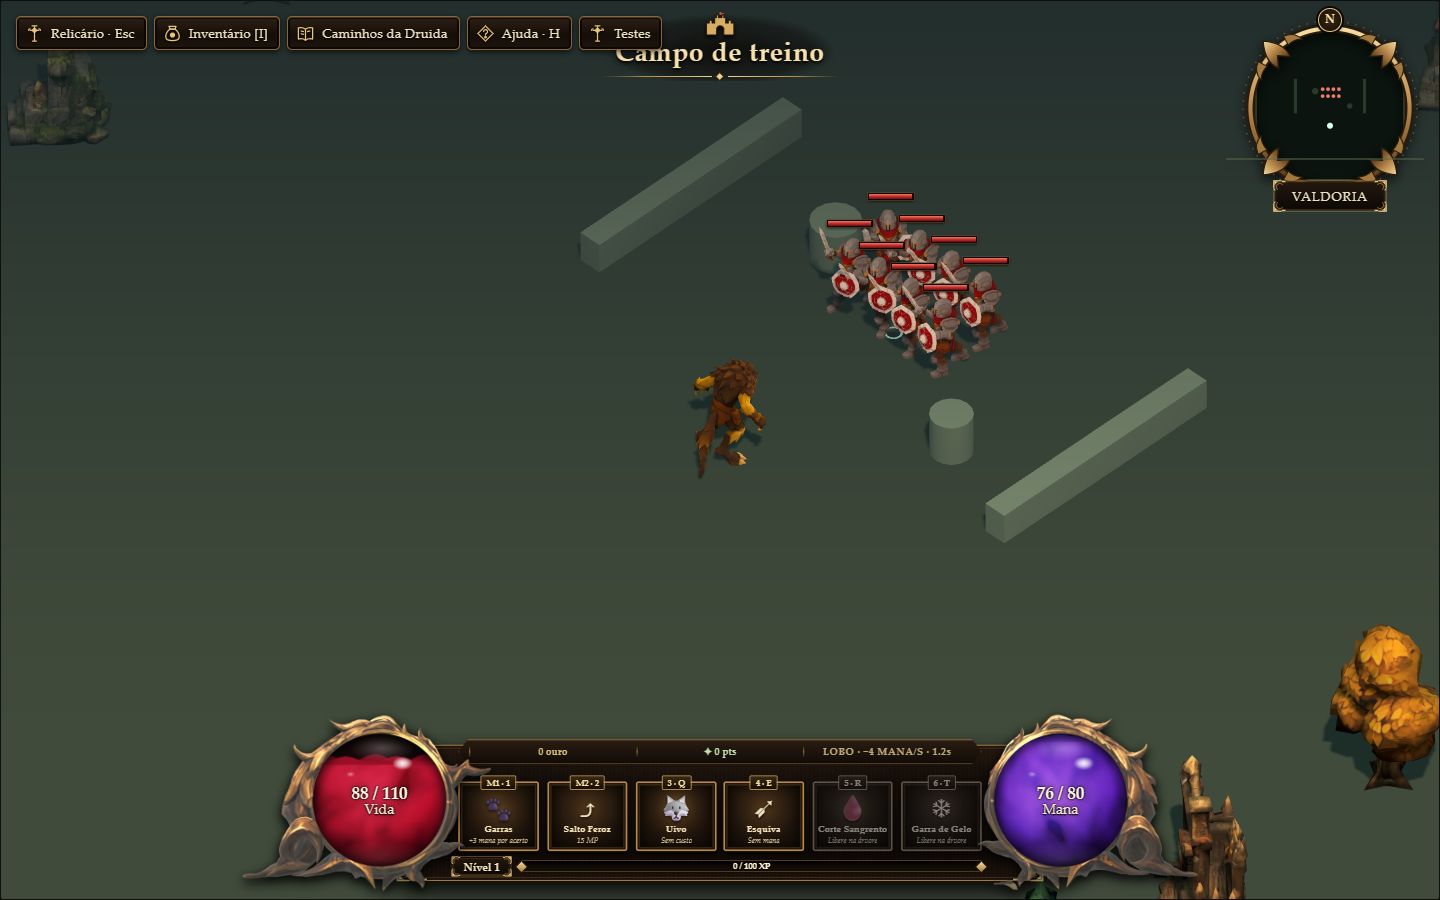 Relicário · Esc
Inventário [I]
Caminhos da Druida
Ajuda · H
Testes
Campo de treino
N
VALDORIA
0 ouro
✦ 0 pts
LOBO · −4 MANA/S · 1.2s
88 / 110
Vida
M1 · 1
Garras
+3 mana por acerto
M2 · 2
Salto Feroz
15 MP
3 · Q
Uivo
Sem custo
4 · E
Esquiva
Sem mana
5 · R
Corte Sangrento
Libere na árvore
6 · T
Garra de Gelo
Libere na árvore
76 / 80
Mana
Nível 1
0 / 100 XP